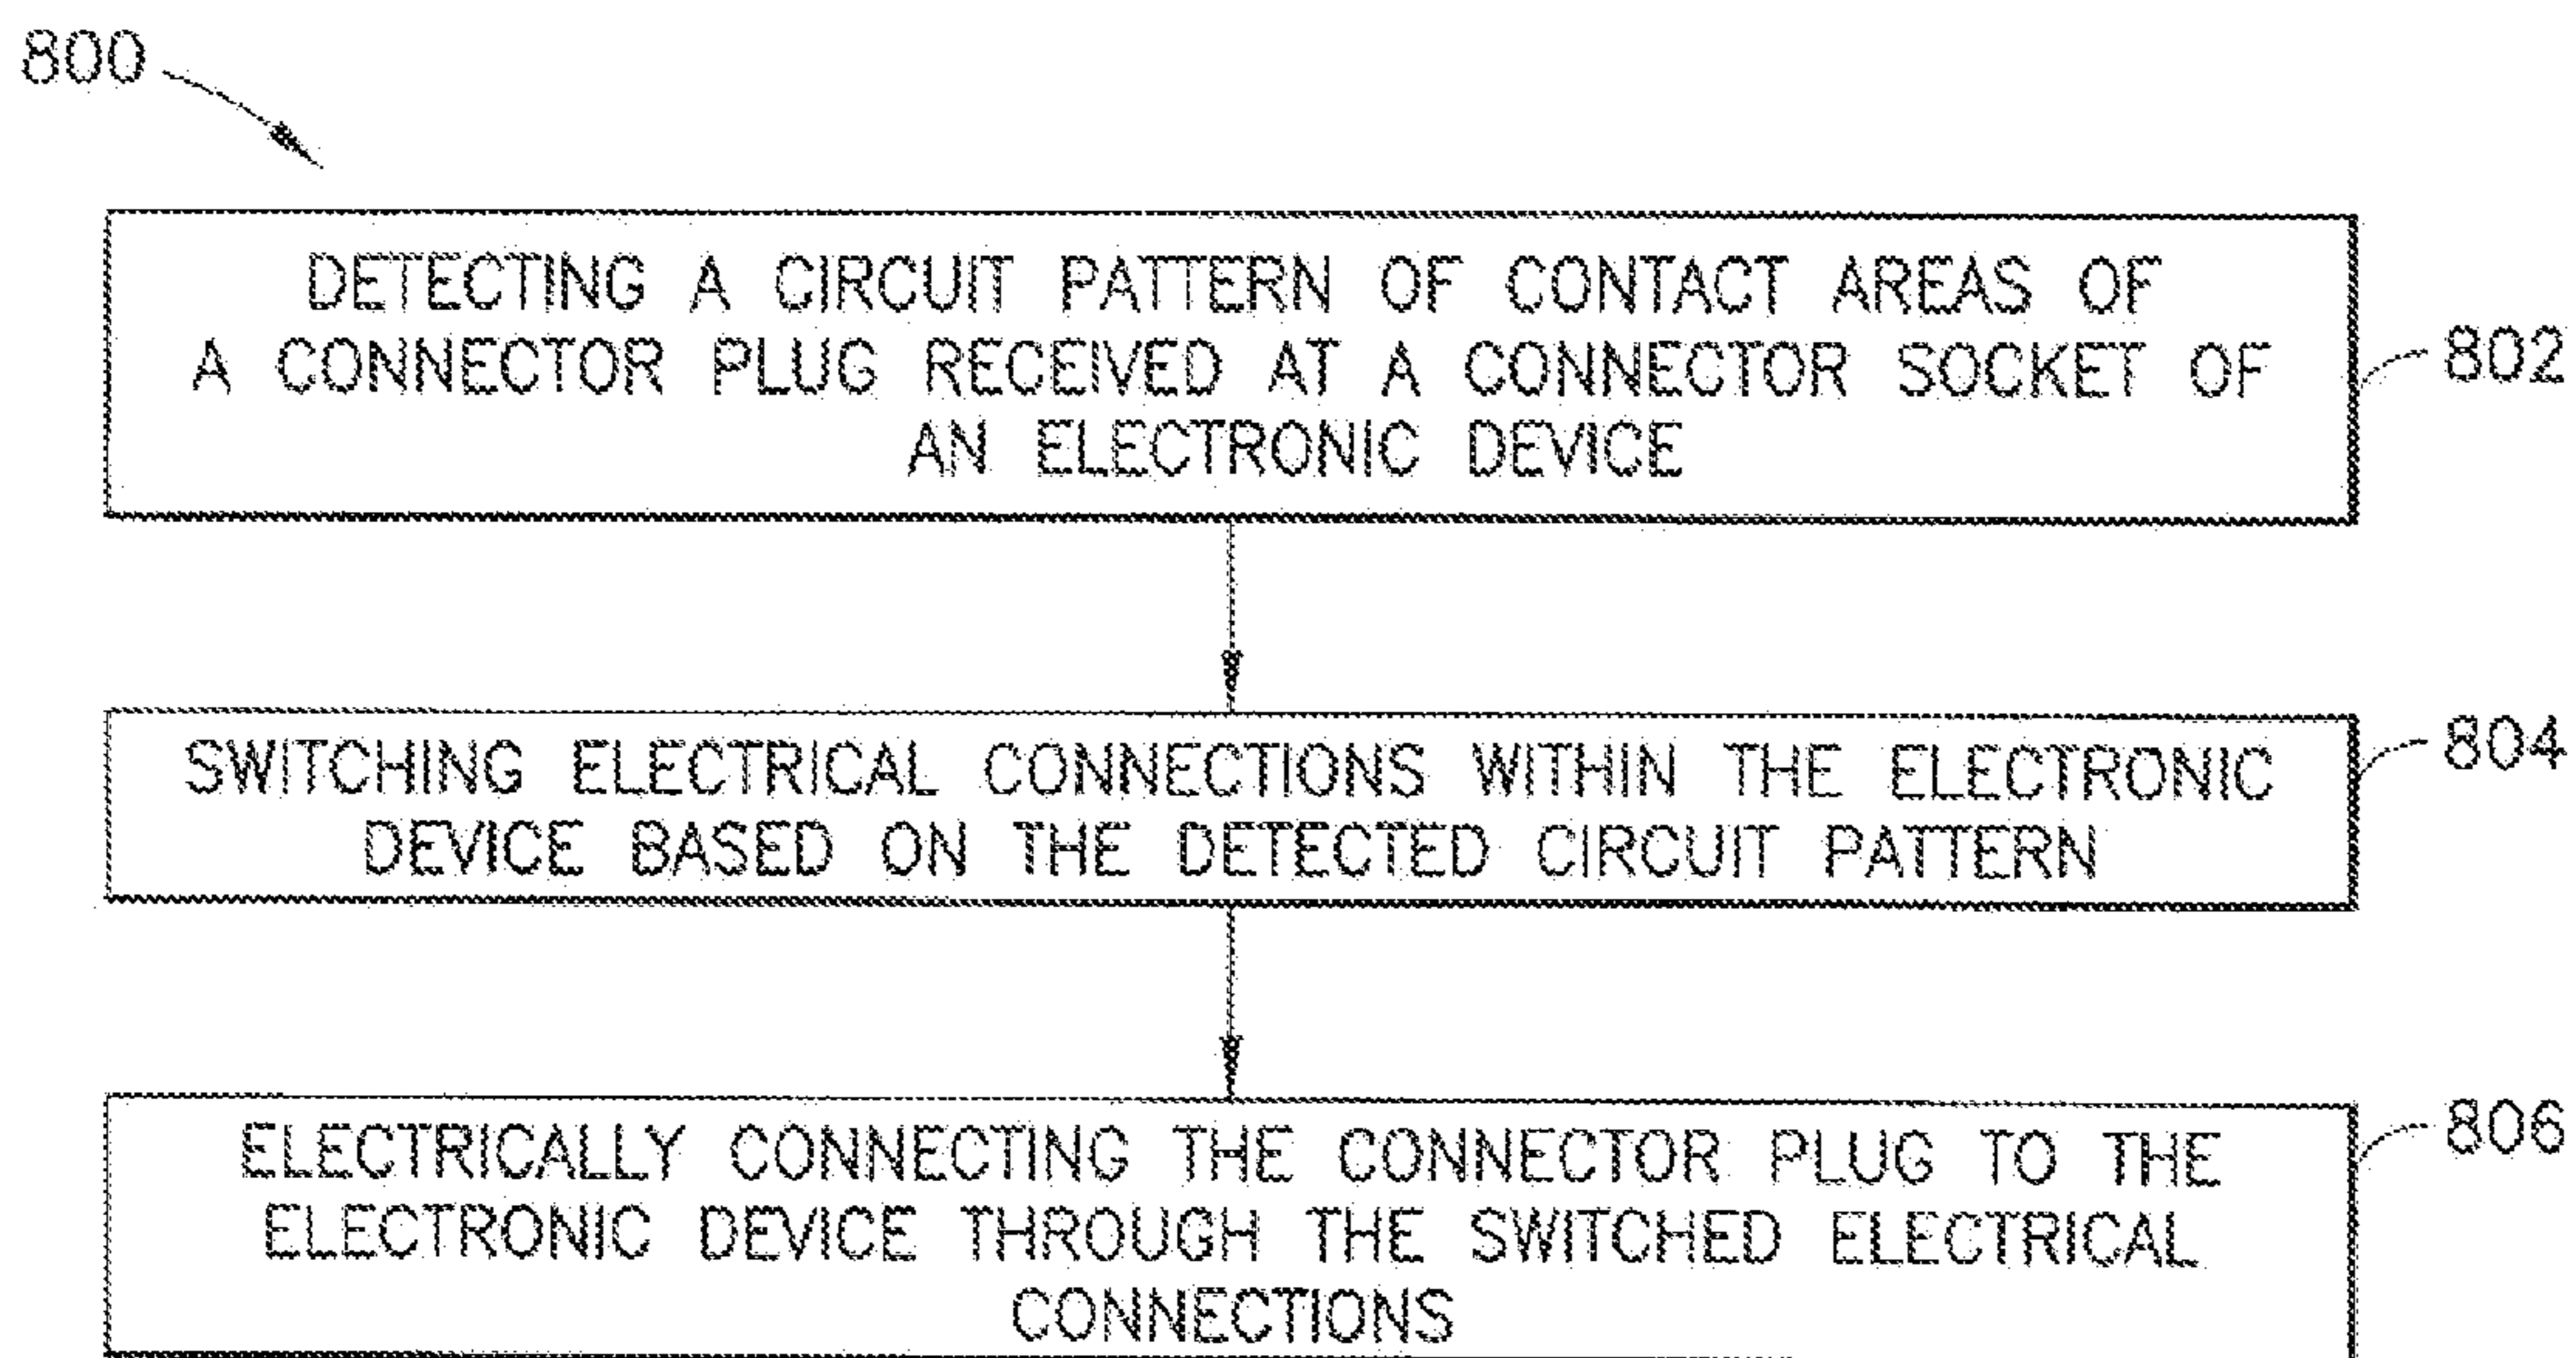 800
DETECTING A CIRCUIT PATTERN OF CONTACT AREAS OF
A CONNECTOR PLUG RECEIVED AT A CONNECTOR SOCKET OF
AN ELECTRONIC DEVICE
802
SWITCHING ELECTRICAL CONNECTIONS WITHIN THE ELECTRONIC
DEVICE BASED ON THE DETECTED CIRCUIT PATTERN
804
ELECTRICALLY CONNECTING THE CONNECTOR PLUG TO THE
ELECTRONIC DEVICE THROUGH THE SWITCHED ELECTRICAL
CONNECTIONS
806